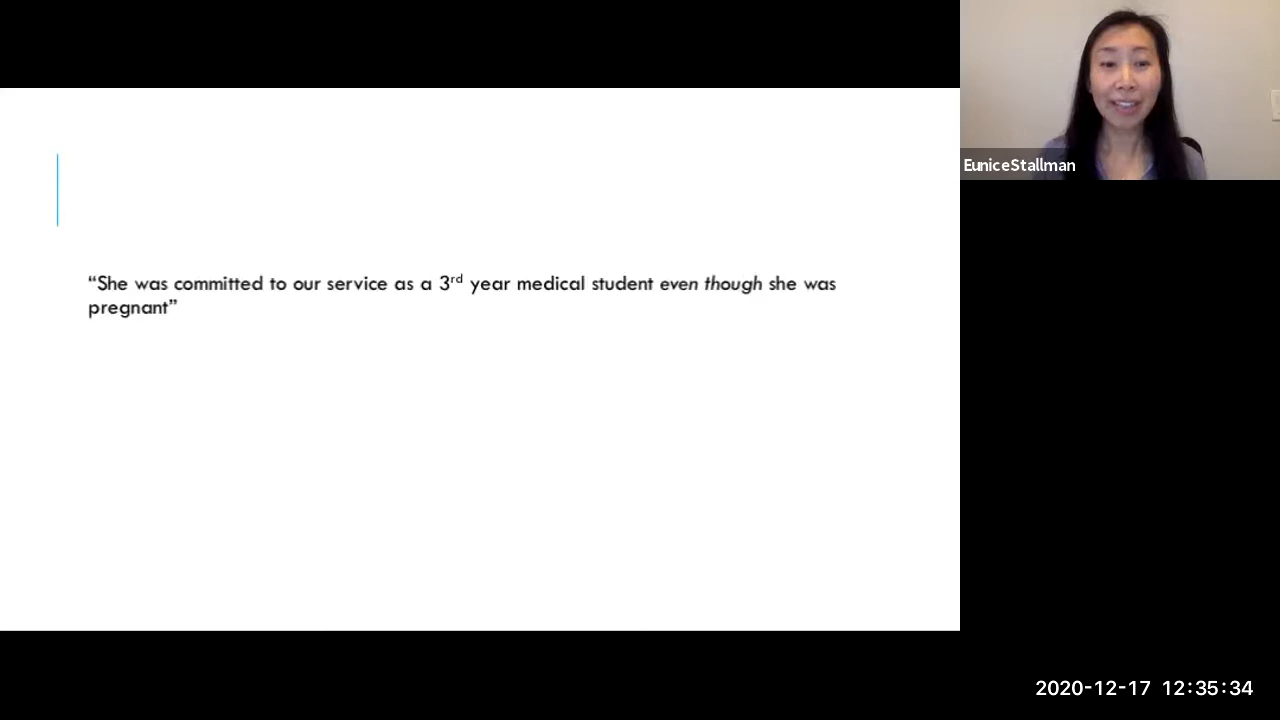 EuniceStallman
“She was committed to our service as a 3rd year medical student even though she was
pregnant”
2020-12-17 12:35:34